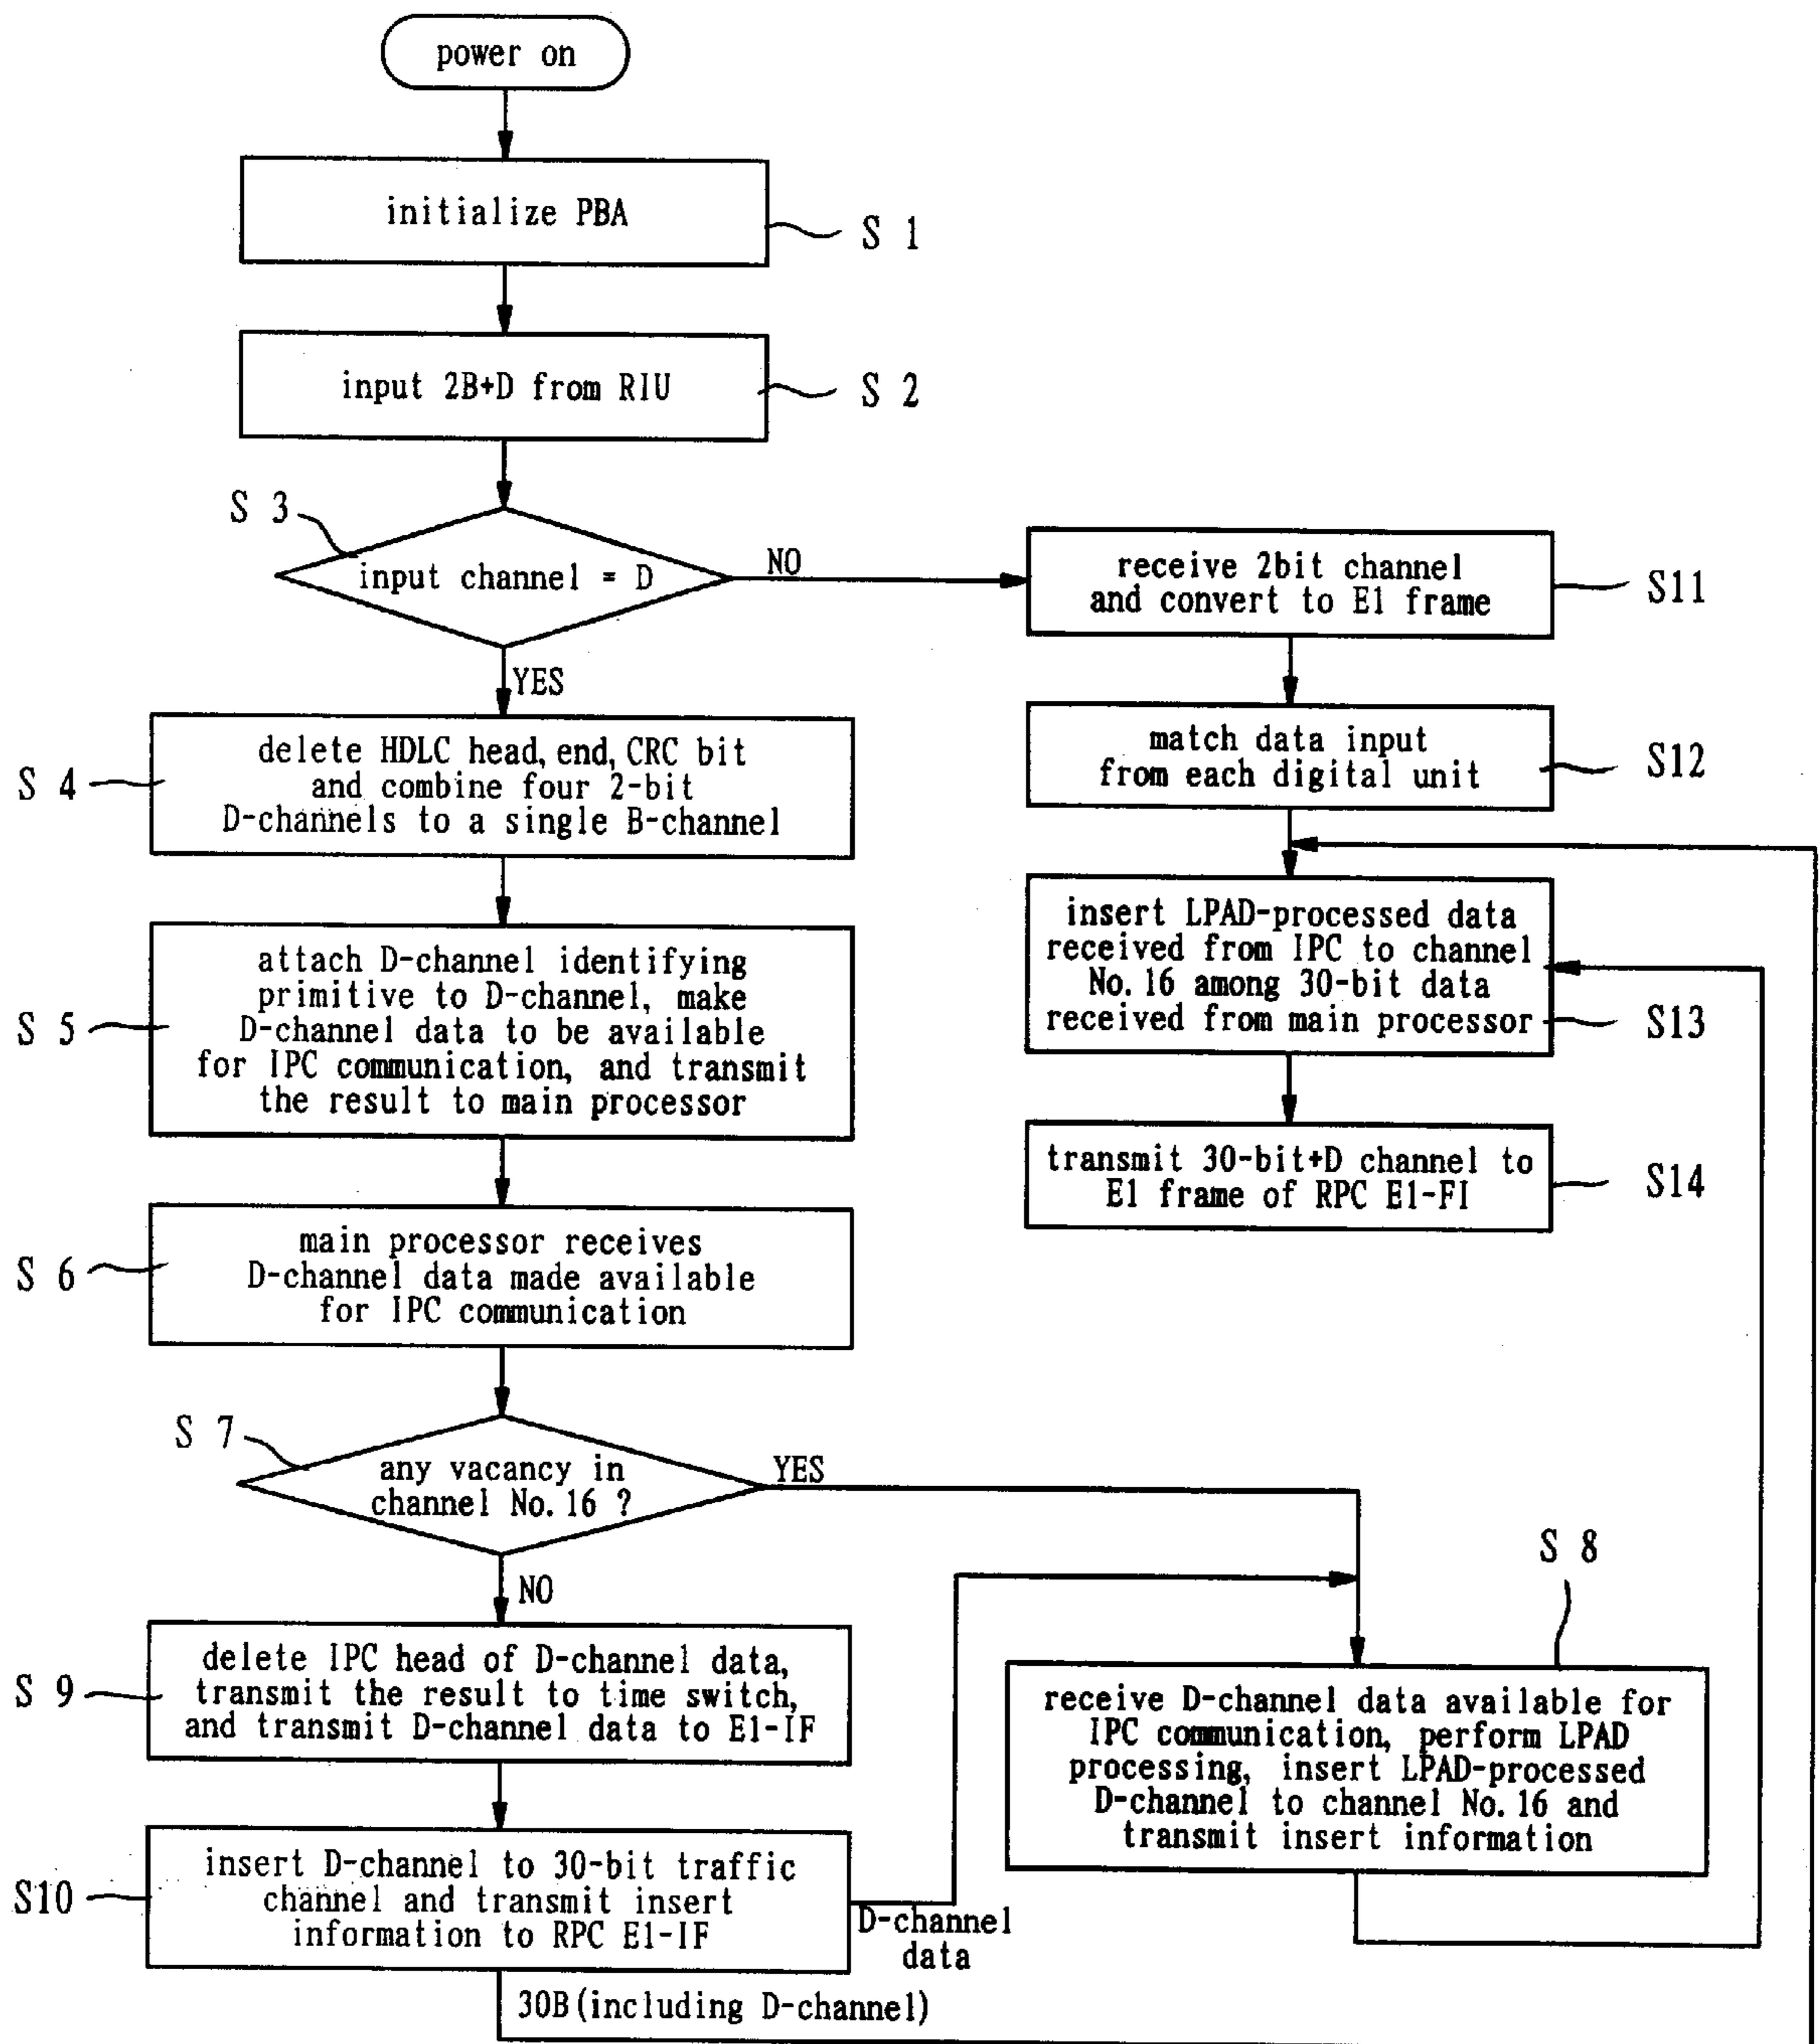 power on
initialize PBA
S 1
input 2B+D from RIU
S 2
S 3
input channel = D
NO
YES
S 4
delete HDLC head, end, CRC bit
and combine four 2-bit
D-channels to a single B-channel
S 5
attach D-channel identifying
primitive to D-channel, make
D-channel data to be available
for IPC communication, and transmit
the result to main processor
S 6
main processor receives
D-channel data made available
for IPC communication
S 7
any vacancy in
channel No. 16 ?
YES
NO
S 9
delete IPC head of D-channel data,
transmit the result to time switch,
and transmit D-channel data to E1-IF
S10
insert D-channel to 30-bit traffic
channel and transmit insert
information to RPC E1-IF
D-channel
data
30B(including D-channel)
receive 2bit channel
and convert to E1 frame
S11
match data input
from each digital unit
S12
insert LPAD-processed data
received from IPC to channel
No. 16 among 30-bit data
received from main processor
S13
transmit 30-bit+D channel to
E1 frame of RPC E1-FI
S14
S 8
receive D-channel data available for
IPC communication, perform LPAD
processing, insert LPAD-processed
D-channel to channel No. 16 and
transmit insert information